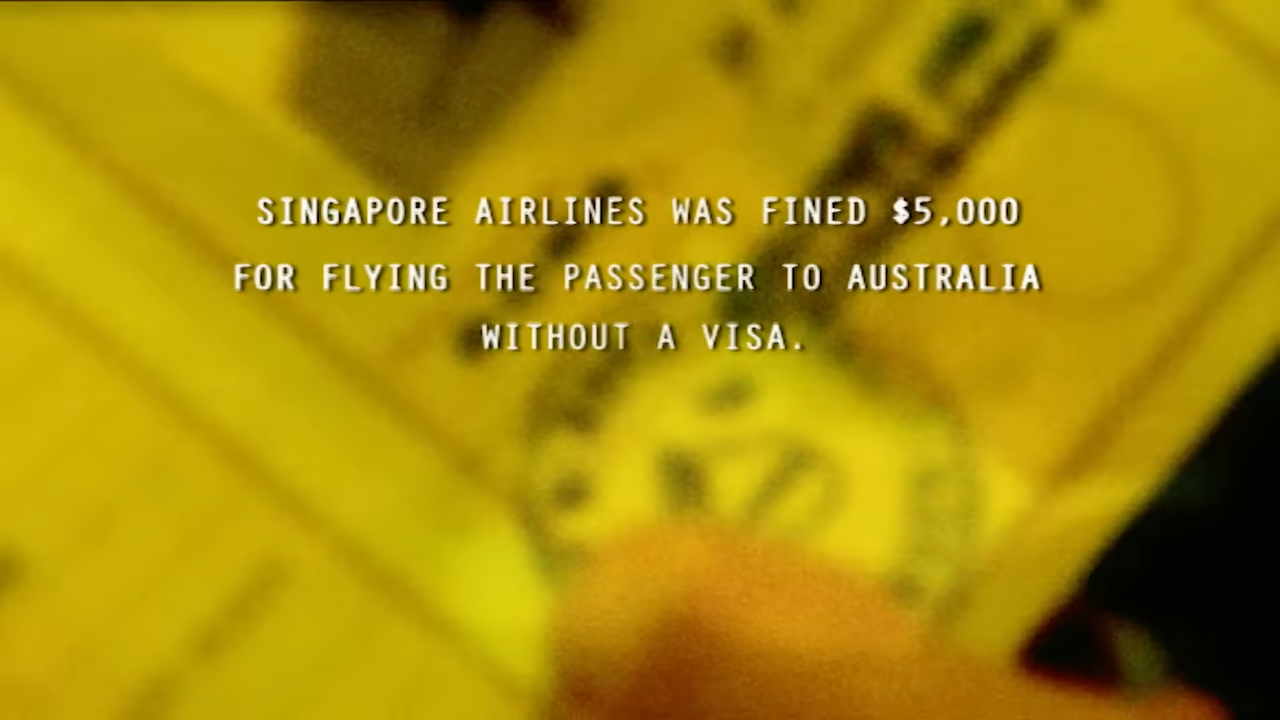 SINGAPORE AIRLINES WAS FINED $5,000
FOR FLYING THE PASSENGER TO AUSTRALIA
WITHOUT A VISA.